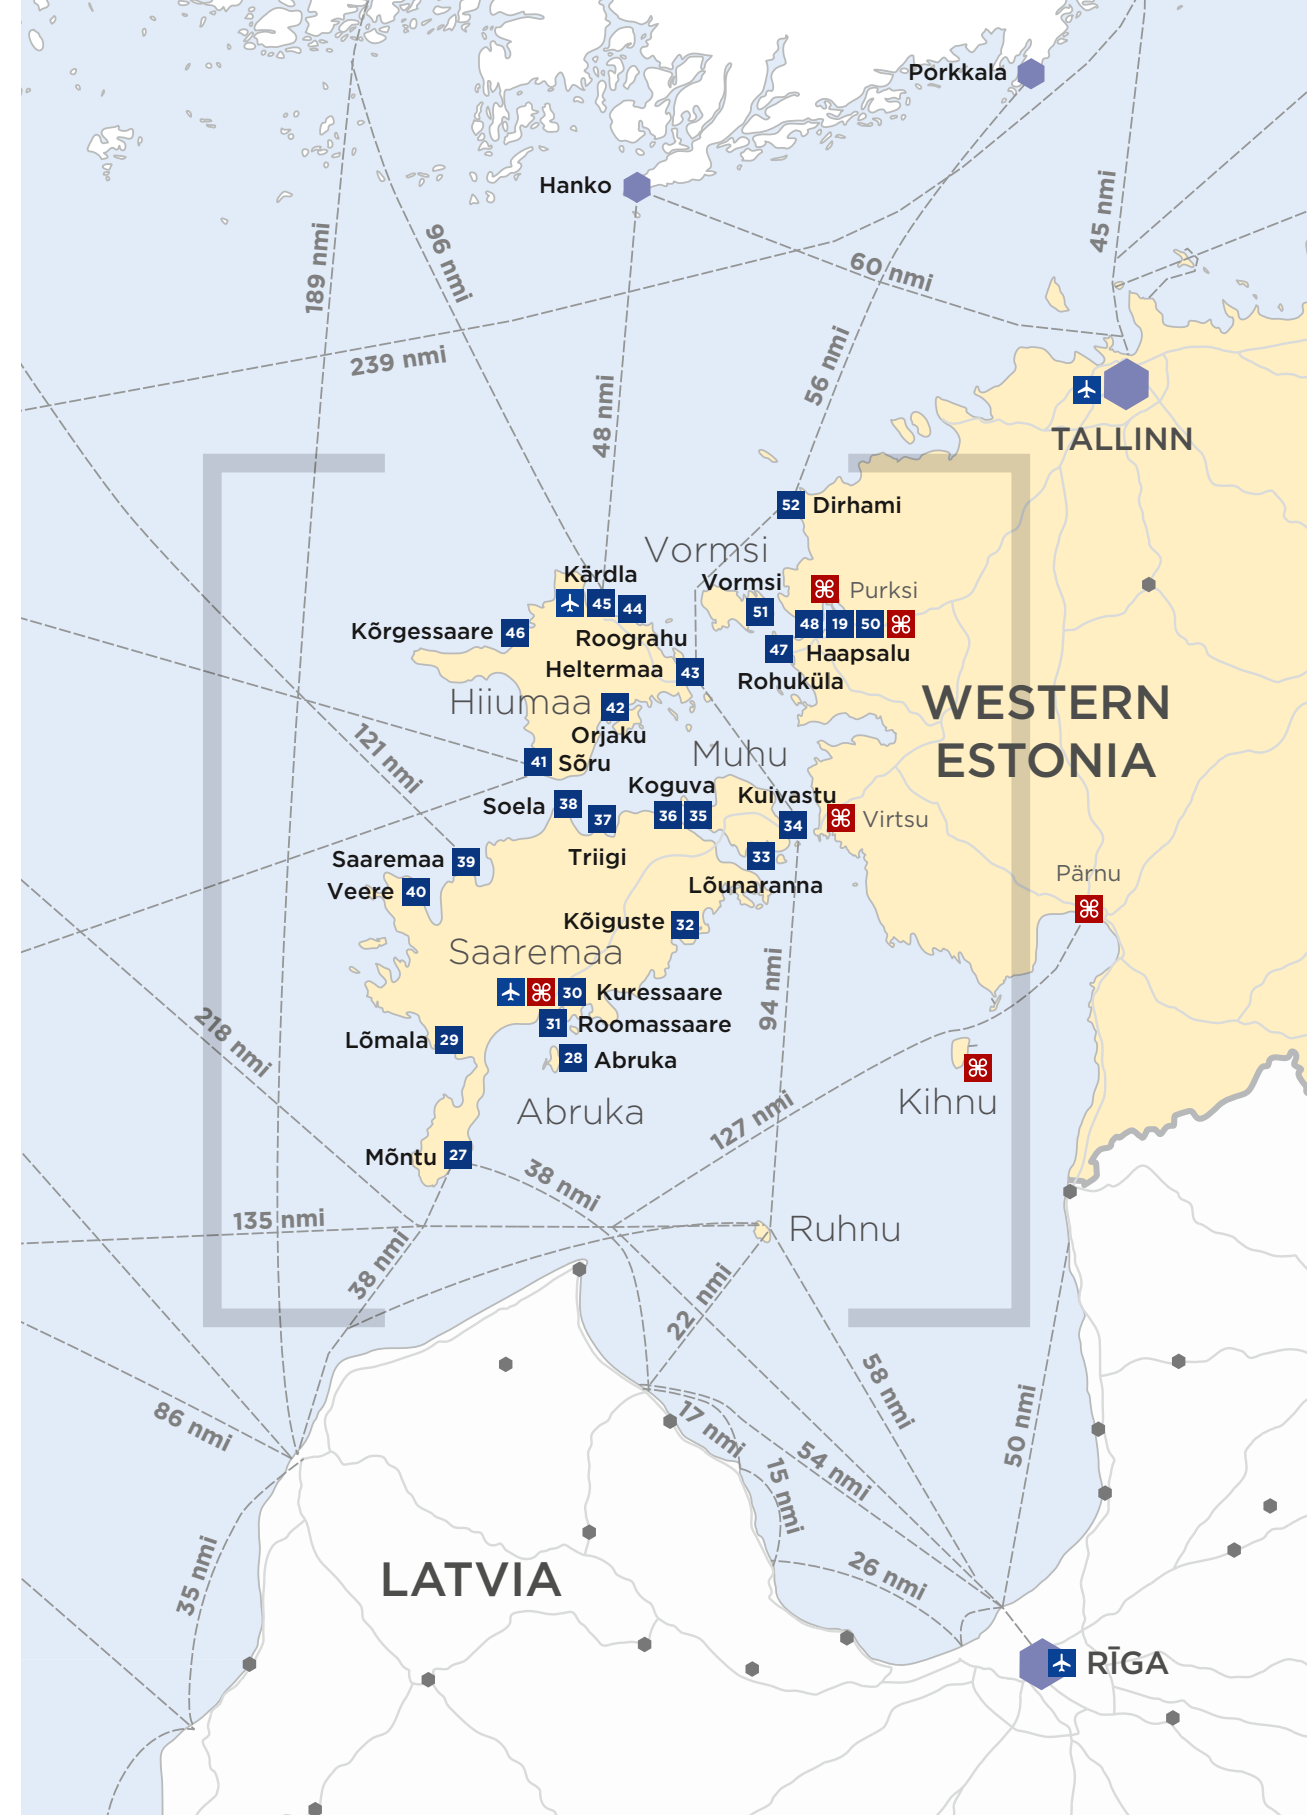 Porkkala
Hanko
45 nmi
189 nmi
96 nmi
60 nmi
239 nmi
56 nmi
48 nmi
TALLINN
52 Dirhami
Vormsi
Kärdla
Vormsi
Purksi
45
44
51
48 19 50
Kõrgessaare 46
Roograhu
47
Haapsalu
Heltermaa 43
Rohuküla
Hiiumaa
42
WESTERN
ESTONIA
Orjaku
121 nmi
41 Sõru
Muhu
Koguva
Kuivastu
Soela 38
37
36 35
34
Virtsu
Triigi
33
Saaremaa 39
Lõunaranna
Pärnu
Veere 40
Kõiguste 32
Saaremaa
94 nmi
30 Kuressaare
31 Roomassaare
218 nmi
Lõmala 29
28 Abruka
Abruka
Kihnu
127 nmi
Mõntu 27
38 nmi
135 nmi
Ruhnu
38 nmi
22 nmi
58 nmi
86 nmi
17 nmi
50 nmi
54 nmi
15 nmi
35 nmi
LATVIA
26 nmi
RĪGA